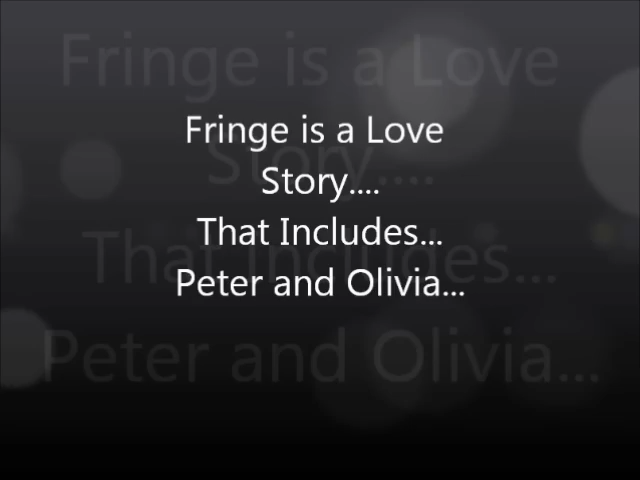 Fringe is a Love
Story....
That Includes...
Peter and Olivia...